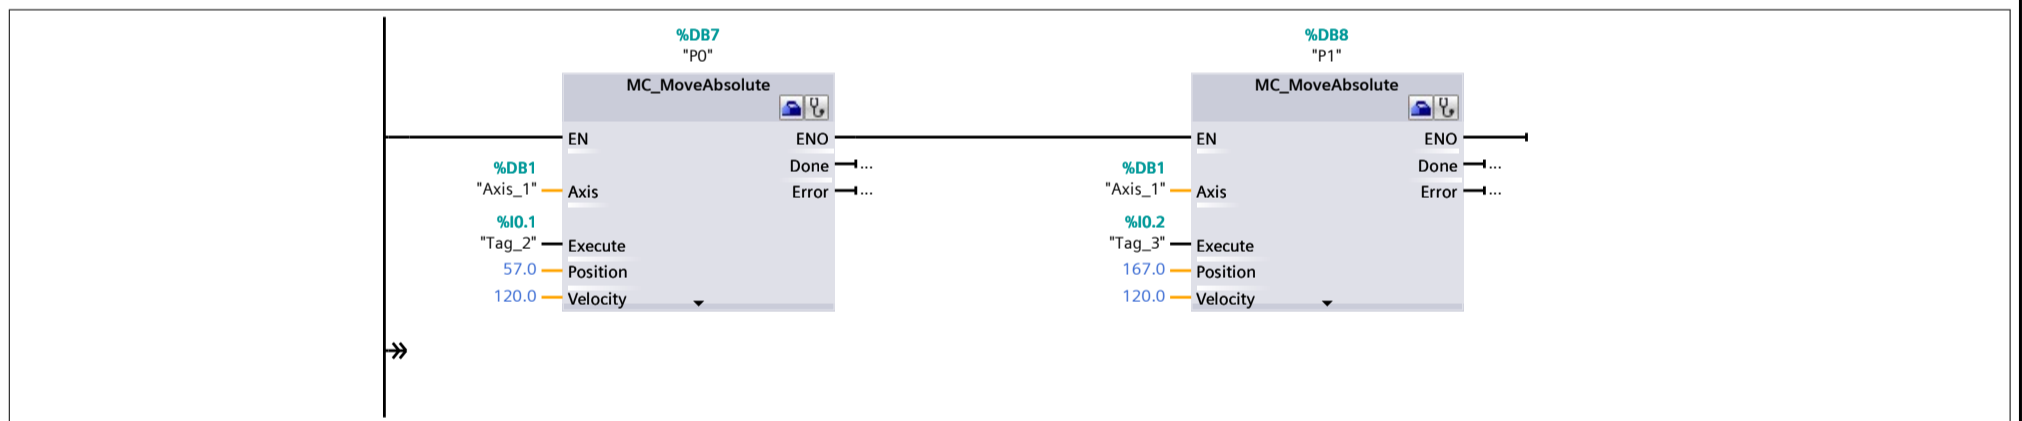 %DB7
"P0"
MC_MoveAbsolute
EN
ENO
Done
...
%DB1
"Axis_1"
Axis
Error
...
%I0.1
"Tag_2"
Execute
57.0
Position
120.0
Velocity
%DB8
"P1"
MC_MoveAbsolute
EN
ENO
Done
...
%DB1
"Axis_1"
Axis
Error
...
%I0.2
"Tag_3"
Execute
167.0
Position
120.0
Velocity